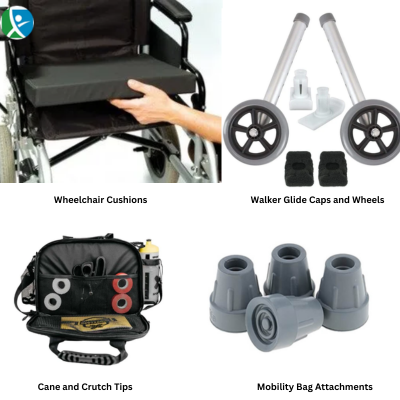 Wheelchair Cushions
Walker Glide Caps and Wheels
Cane and Crutch Tips
Mobility Bag Attachments